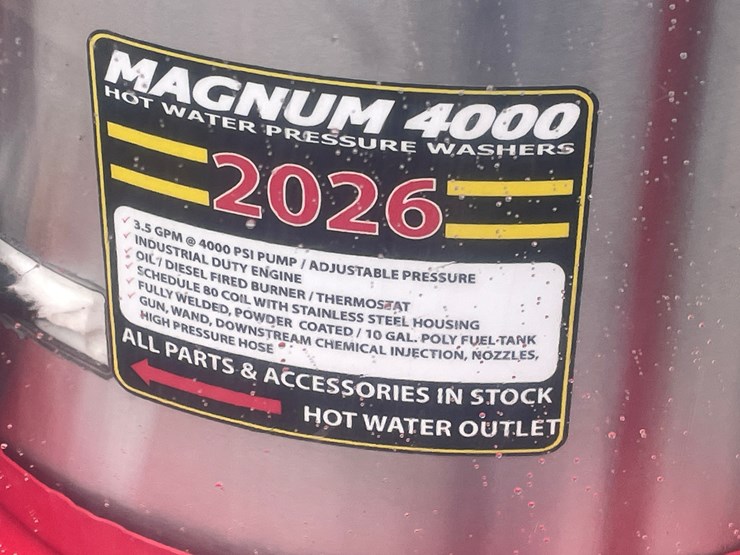 MAGNUM 4000
HOT WATER PRESSURE WASHERS
2026
3.5 GPM @ 4000 PSI PUMP / ADJUSTABLE PRESSURE
INDUSTRIAL DUTY ENGINE
OIL / DIESEL FIRED BURNER / THERMOSTAT
SCHEDULE 80 COIL WITH STAINLESS STEEL HOUSING
FULLY WELDED, POWDER COATED / 10 GAL. POLY FUEL-TANK
GUN, WAND, DOWNSTREAM CHEMICAL INJECTION, NOZZLES,
HIGH PRESSURE HOSE
ALL PARTS & ACCESSORIES IN STOCK
HOT WATER OUTLET